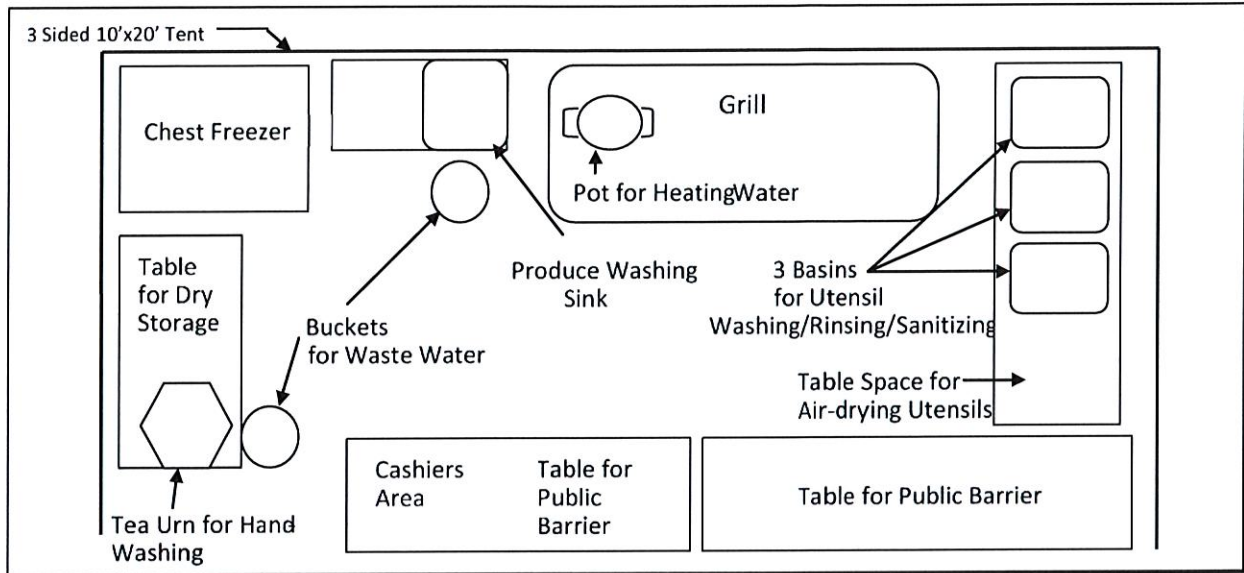 3 Sided 10'x20' Tent
Chest Freezer
Grill
Pot for HeatingWater
Table
for Dry
Storage
Produce Washing
Sink
3 Basins
for Utensil
Washing/Rinsing/Sanitizing
Buckets
for Waste Water
Table Space for
Air-drying Utensils
Cashiers
Area
Table for
Public
Barrier
Table for Public Barrier
Tea Urn for Hand
Washing